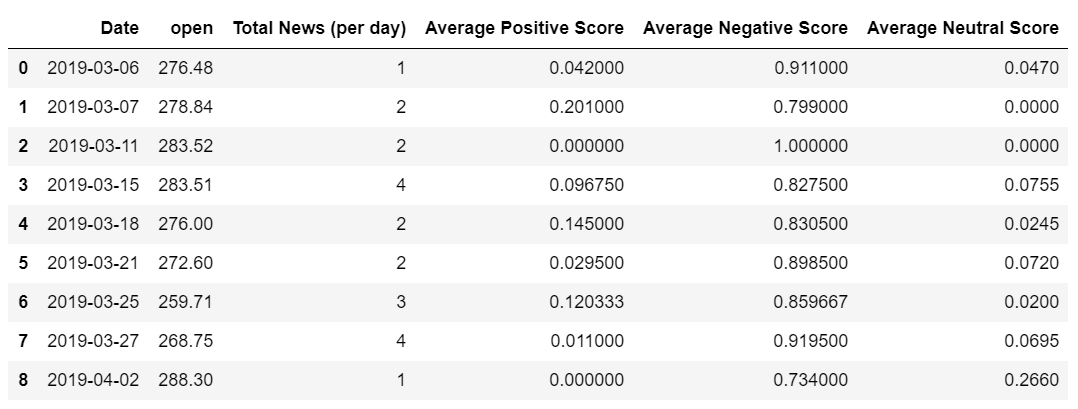 Date open Total News (per day) Average Positive Score Average Negative Score Average Neutral Score
0 2019-03-06 276.48 1 0.042000 0.911000 0.0470
1 2019-03-07 278.84 2 0.201000 0.799000 0.0000
2 2019-03-11 283.52 2 0.000000 1.000000 0.0000
3 2019-03-15 283.51 4 0.096750 0.827500 0.0755
4 2019-03-18 276.00 2 0.145000 0.830500 0.0245
5 2019-03-21 272.60 2 0.029500 0.898500 0.0720
6 2019-03-25 259.71 3 0.120333 0.859667 0.0200
7 2019-03-27 268.75 4 0.011000 0.919500 0.0695
8 2019-04-02 288.30 1 0.000000 0.734000 0.2660